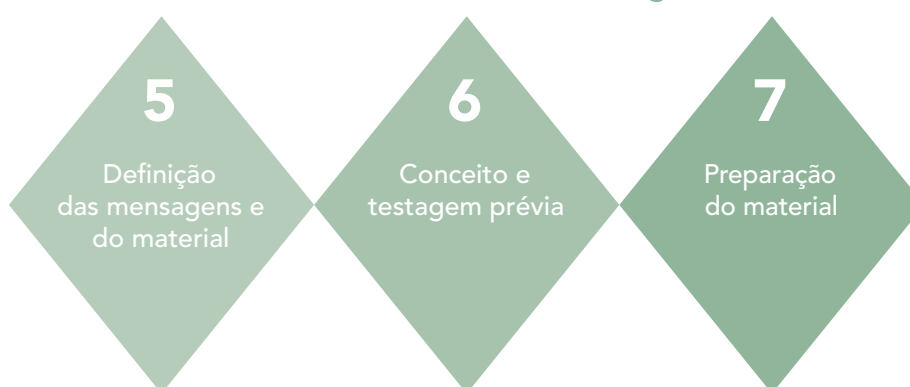 5
Definição
das mensagens e
do material
6
Conceito e
testagem prévia
7
Preparação
do material